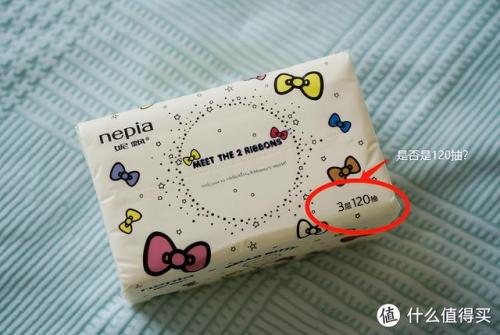 nepia
妮飘®
MEET THE 2 RIBBONS
是否是120抽?
3层120抽
值 什么值得买